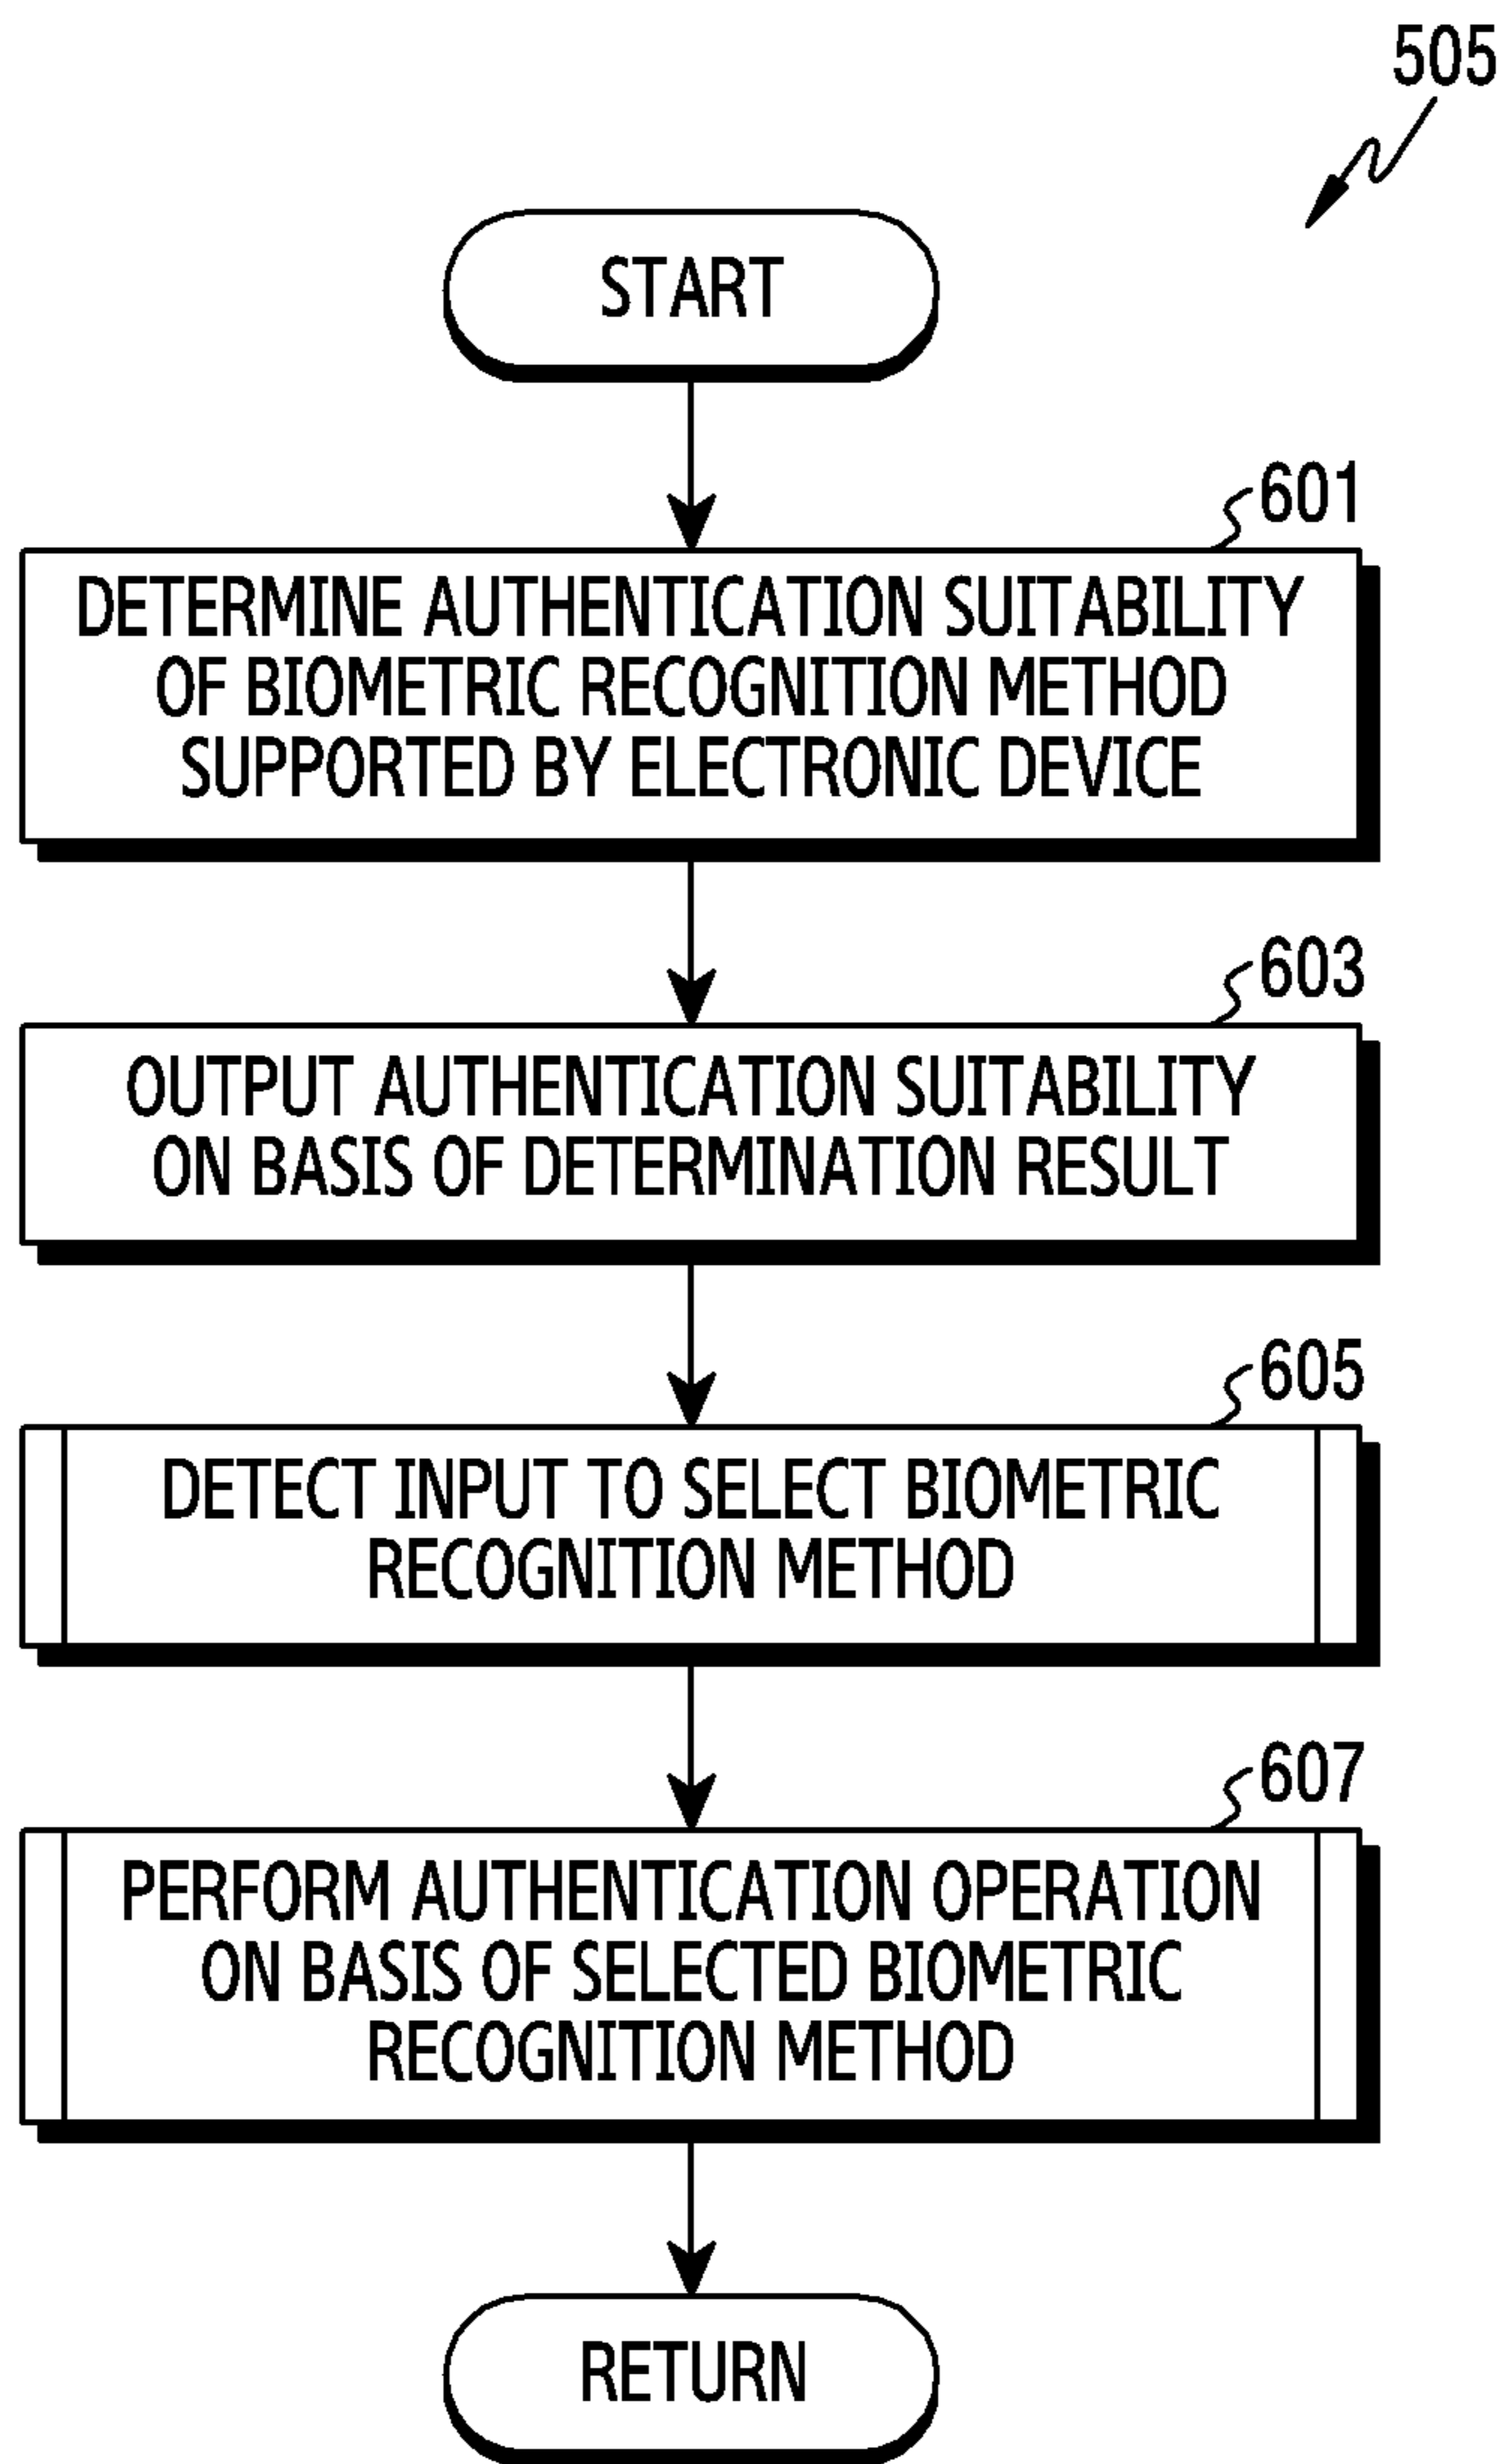 505
START
601
DETERMINE AUTHENTICATION SUITABILITY
OF BIOMETRIC RECOGNITION METHOD
SUPPORTED BY ELECTRONIC DEVICE
603
OUTPUT AUTHENTICATION SUITABILITY
ON BASIS OF DETERMINATION RESULT
605
DETECT INPUT TO SELECT BIOMETRIC
RECOGNITION METHOD
607
PERFORM AUTHENTICATION OPERATION
ON BASIS OF SELECTED BIOMETRIC
RECOGNITION METHOD
RETURN